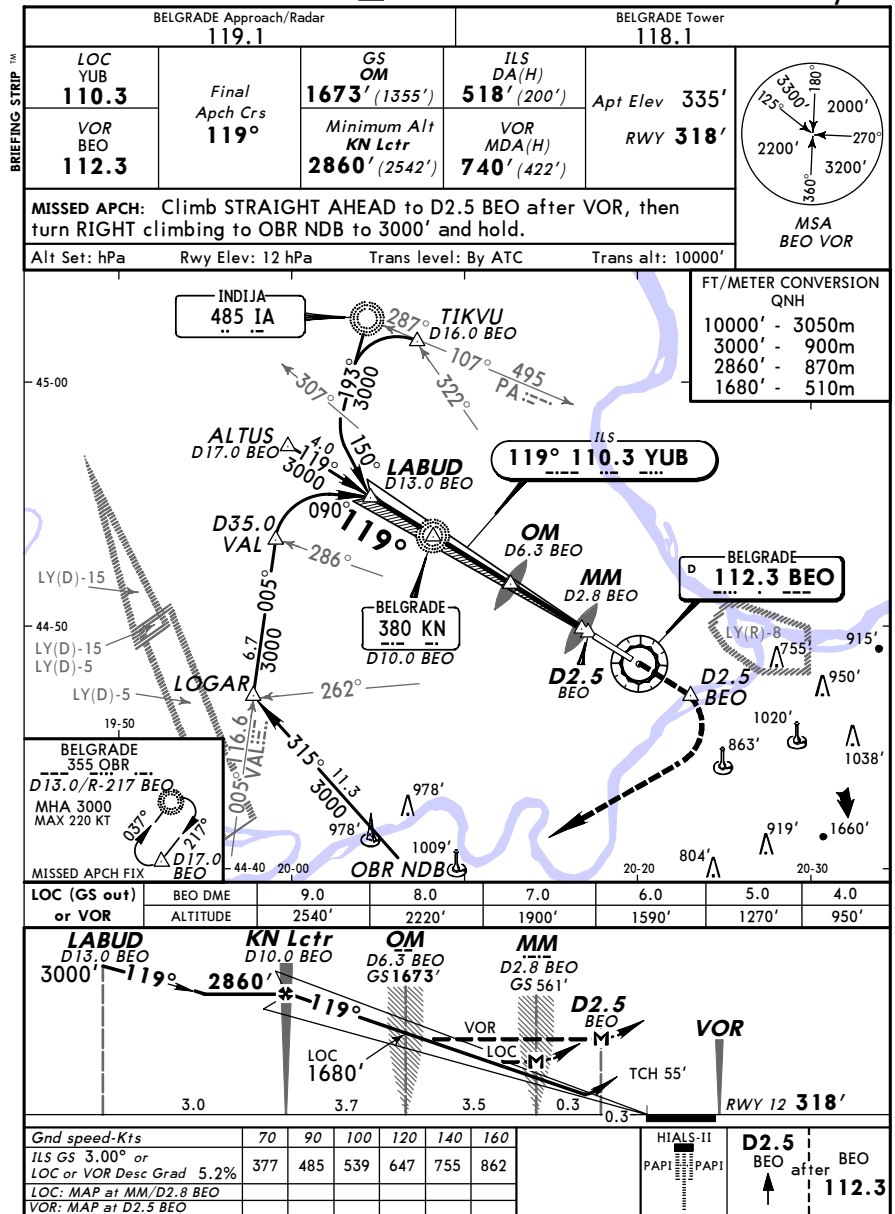 BELGRADE Approach/Radar
119.1
BELGRADE Tower
118.1
BRIEFING STRIP TM
LOC
YUB
110.3
Final
Apch Crs
119°
GS
OM
1673' (1355')
ILS
DA(H)
518' (200')
Apt Elev 335'
RWY 318'
VOR
BEO
112.3
Minimum Alt
KN Lctr
2860' (2542')
VOR
MDA(H)
740' (422')
125°
3300'
180°
2000'
270°
2200'
3200'
360°
MSA
BEO VOR
MISSED APCH: Climb STRAIGHT AHEAD to D2.5 BEO after VOR, then
turn RIGHT climbing to OBR NDB to 3000' and hold.
Alt Set: hPa Rwy Elev: 12 hPa Trans level: By ATC Trans alt: 10000'
FT/METER CONVERSION
QNH
10000' - 3050m
3000' - 900m
2860' - 870m
1680' - 510m
INDIJA
485 IA
TIKVU
D16.0 BEO
287°
107°
495
PA
322°
307°
193°
3000
45-00
ALTUS
D17.0 BEO
4.0
119°
3000
150°
LABUD
D13.0 BEO
ILS
119° 110.3 YUB
090°
119°
D35.0
VAL
286°
OM
D6.3 BEO
MM
D2.8 BEO
BELGRADE
D
112.3 BEO
LY(D)-15
BELGRADE
380 KN
D10.0 BEO
005°
6.7
3000
44-50
LY(D)-15
LY(D)-5
LY(D)-5
LY(R)-8
755'
915'
950'
LOGAR
262°
D2.5
BEO
D2.5
BEO
19-50
1020'
863'
1038'
005°
116.6
VAL
315°
11.3
3000
BELGRADE
355 OBR
D13.0/R-217 BEO
MHA 3000
MAX 220 KT
037°
217°
D17.0
BEO
MISSED APCH FIX
978'
978'
1009'
919'
1660'
804'
44-40
20-00
OBR NDB
20-20
20-30
LOC (GS out)
or VOR
BEO DME 9.0 8.0 7.0 6.0 5.0 4.0
ALTITUDE 2540' 2220' 1900' 1590' 1270' 950'
LABUD
D13.0 BEO
3000'
119°
KN Lctr
D10.0 BEO
2860'
119°
OM
D6.3 BEO
GS1673'
MM
D2.8 BEO
GS 561'
D2.5
BEO
VOR
VOR
LOC
1680'
LOC
M
M
TCH 55'
3.0
3.7
3.5
0.3
0.3
RWY 12 318'
Gnd speed-Kts 70 90 100 120 140 160
ILS GS 3.00° or
LOC or VOR Desc Grad 5.2% 377 485 539 647 755 862
LOC: MAP at MM/D2.8 BEO
VOR: MAP at D2.5 BEO
HIALS-II
PAPI PAPI
D2.5
BEO
after
BEO
112.3